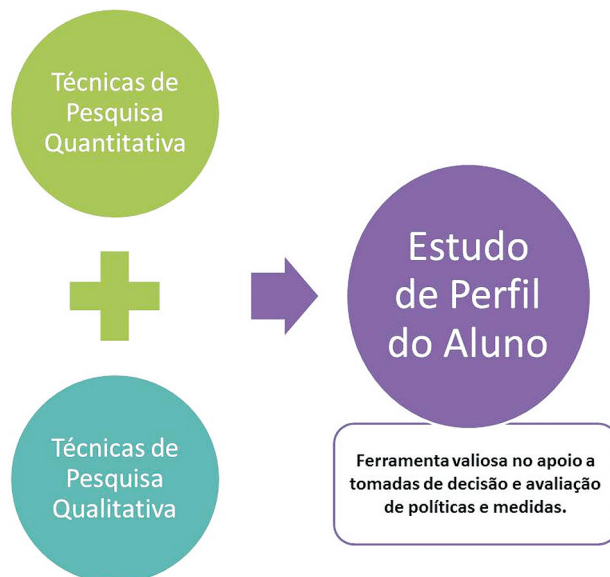 Técnicas de
Pesquisa
Quantitativa
Técnicas de
Pesquisa
Qualitativa
Estudo
de Perfil
do Aluno
Ferramenta valiosa no apoio a
tomadas de decisão e avaliação
de políticas e medidas.